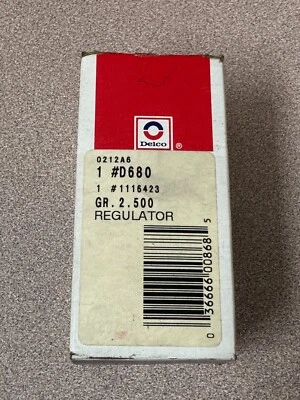 Delco ®
0212A6
1 #D680
1 #1116423
GR. 2.500
REGULATOR
0 36666 00868 5